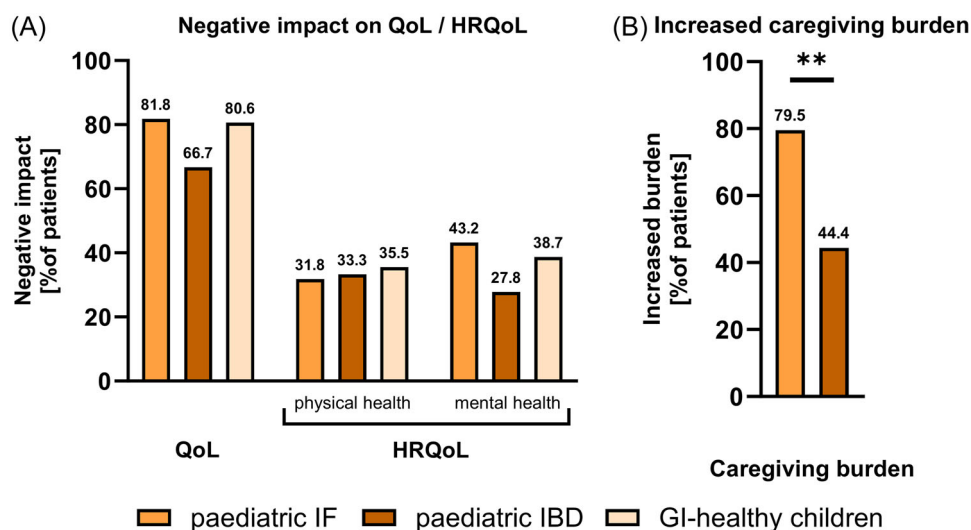 (A) Negative impact on QoL / HRQoL
Negative impact
[%of patients]
100
80
60
40
20
0
81.8
66.7
80.6
31.8
33.3
35.5
43.2
27.8
38.7
physical health
mental health
QoL
HRQoL
(B) Increased caregiving burden
Increased burden
[%of patients]
100
80
60
40
20
0
**
79.5
44.4
Caregiving burden
paediatric IF
paediatric IBD
GI-healthy children